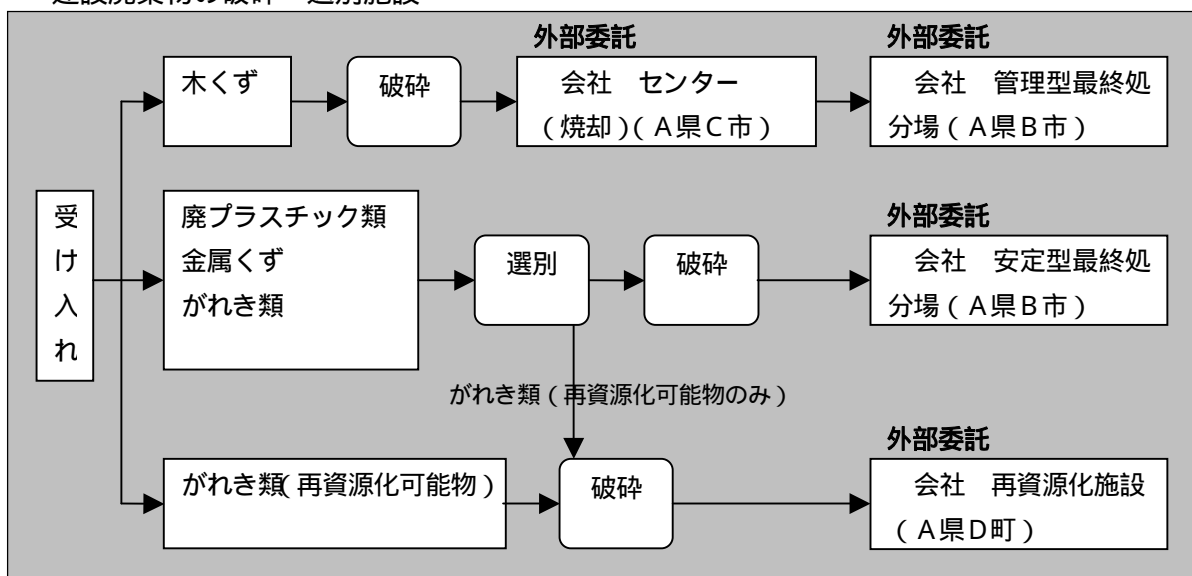 建設廃棄物の破砕 選別施設
外部委託
外部委託
木くず
破砕
会社 センター
(焼却)(A県C市)
会社 管理型最終処
分場(A県B市)
受
け
入
れ
廃プラスチック類
金属くず
がれき類
選別
破砕
外部委託
会社 安定型最終処
分場(A県B市)
がれき類(再資源化可能物のみ)
がれき類(再資源化可能物)
破砕
外部委託
会社 再資源化施設
(A県D町)